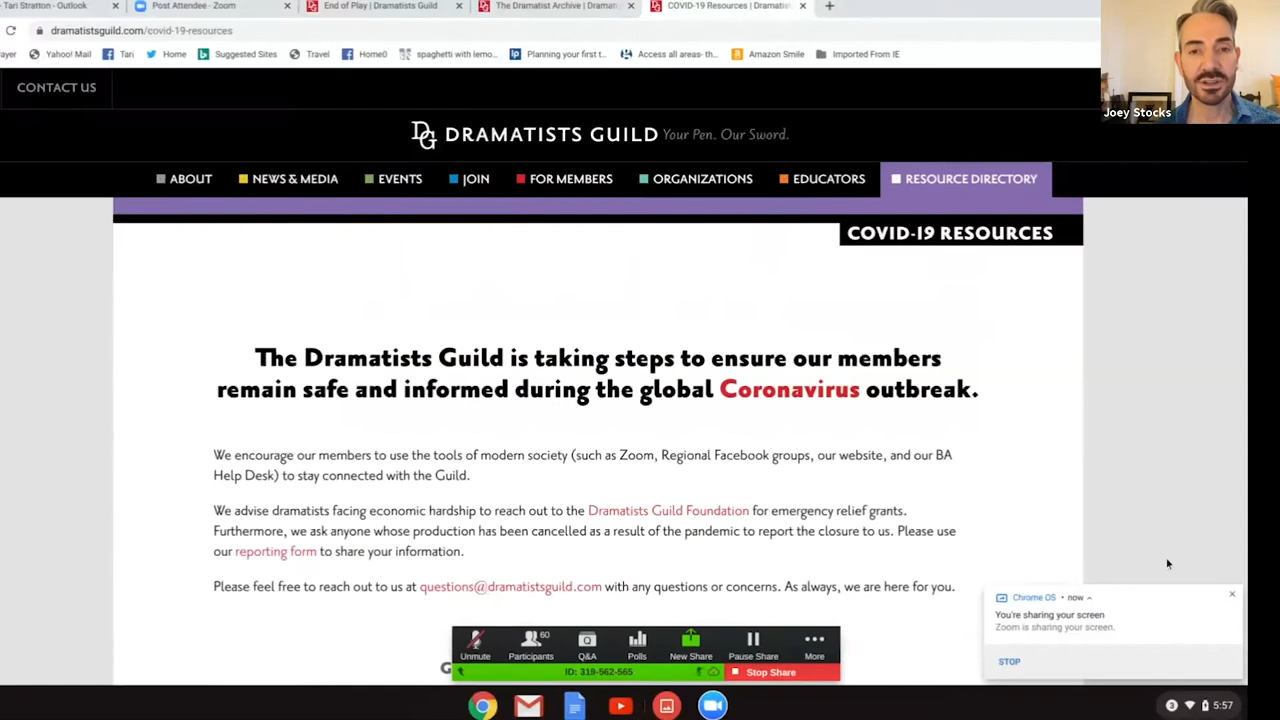 Tari Stratton - Outlook
Post Attendee - Zoom
End of Play | Dramatists Guild
The Dramatist Archive | Dramatis
COVID-19 Resources | Dramatist
dramatistsguild.com/covid-19-resources
ayer
Yahoo! Mail
Tari
Home
Suggested Sites
Travel
Home0
spaghetti with lemo...
Planning your first t...
Access all areas- th...
Amazon Smile
Imported From IE
Joey Stocks
CONTACT US
DG DRAMATISTS GUILD Your Pen. Our Sword.
ABOUT
NEWS & MEDIA
EVENTS
JOIN
FOR MEMBERS
ORGANIZATIONS
EDUCATORS
RESOURCE DIRECTORY
COVID-19 RESOURCES
The Dramatists Guild is taking steps to ensure our members
remain safe and informed during the global Coronavirus outbreak.
We encourage our members to use the tools of modern society (such as Zoom, Regional Facebook groups, our website, and our BA
Help Desk) to stay connected with the Guild.
We advise dramatists facing economic hardship to reach out to the Dramatists Guild Foundation for emergency relief grants.
Furthermore, we ask anyone whose production has been cancelled as a result of the pandemic to report the closure to us. Please use
our reporting form to share your information.
Please feel free to reach out to us at questions@dramatistsguild.com with any questions or concerns. As always, we are here for you.
Chrome OS • now
You're sharing your screen
Zoom is sharing your screen.
STOP
60
Unmute
Participants
Q&A
Polls
New Share
Pause Share
More
ID: 319-562-565
Stop Share
G
3
5:57